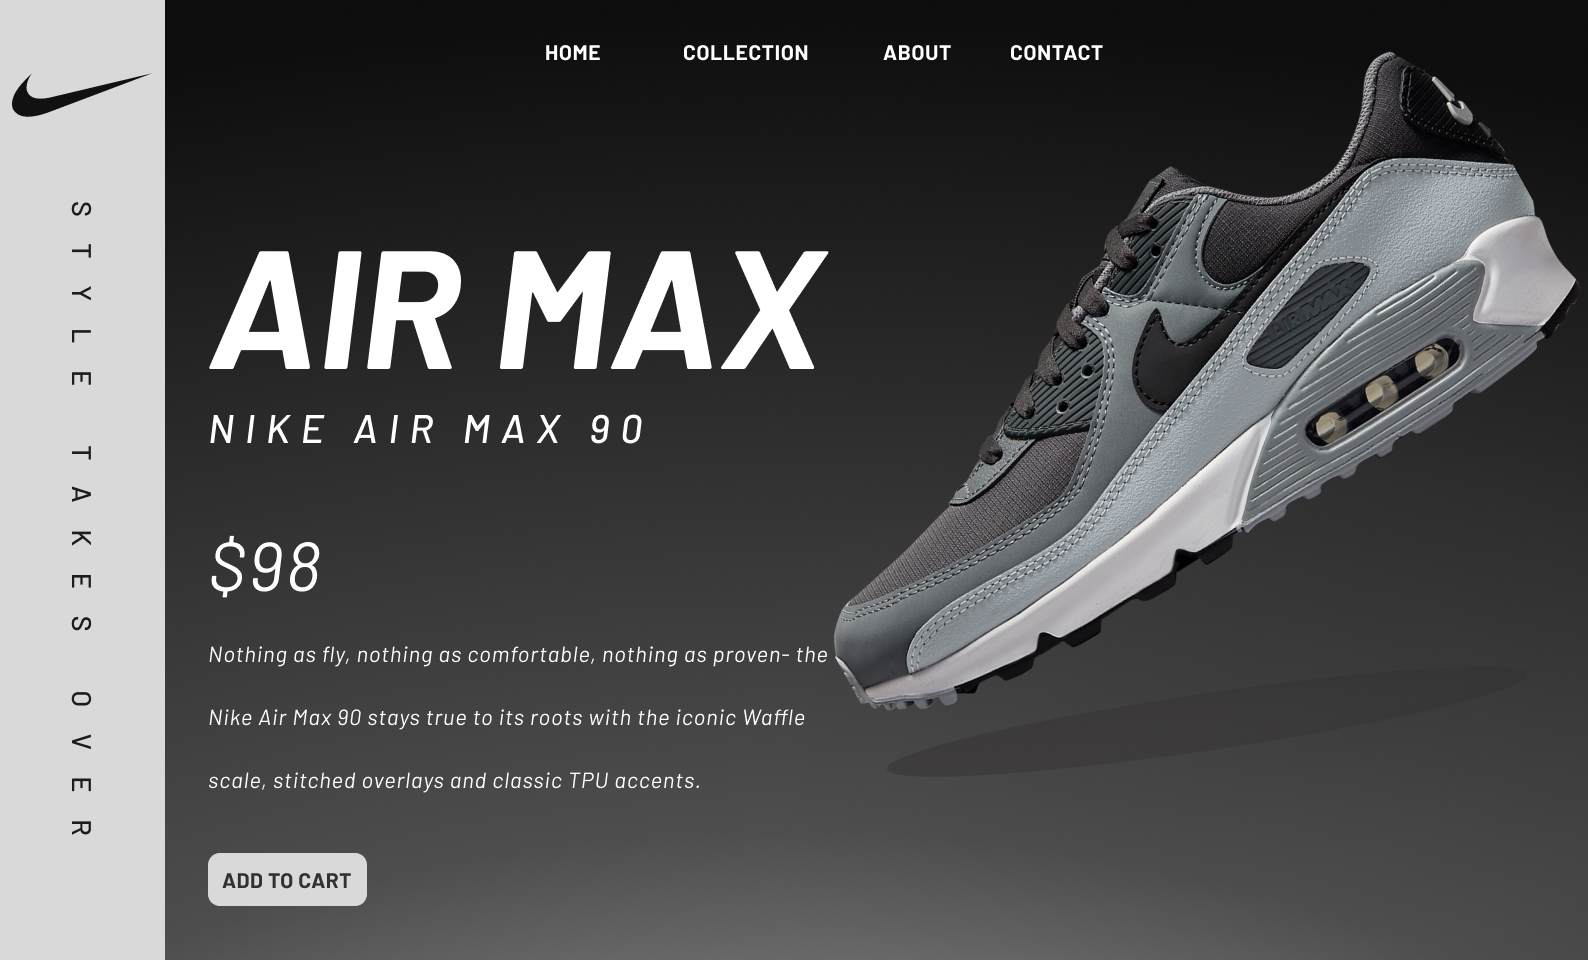 HOME COLLECTION ABOUT CONTACT
STYLE TAKES OVER
AIR MAX
NIKE AIR MAX 90
$98
Nothing as fly, nothing as comfortable, nothing as proven- the
Nike Air Max 90 stays true to its roots with the iconic Waffle
scale, stitched overlays and classic TPU accents.
ADD TO CART
AIR MAX